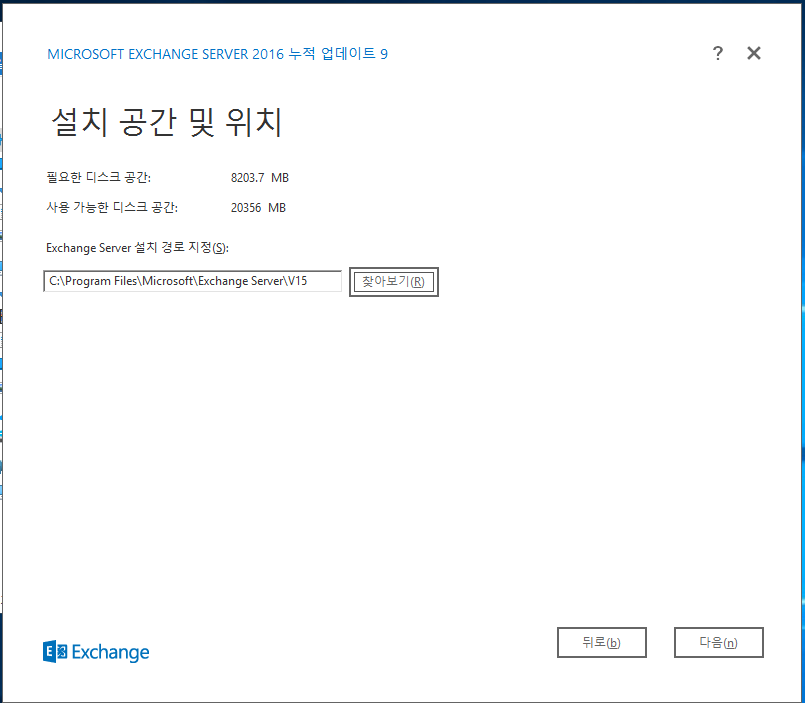 MICROSOFT EXCHANGE SERVER 2016 누적 업데이트 9
? ✕
설치 공간 및 위치
필요한 디스크 공간: 8203.7 MB
사용 가능한 디스크 공간: 20356 MB
Exchange Server 설치 경로 지정(S):
C:\Program Files\Microsoft\Exchange Server\V15 찾아보기(R)
뒤로(b) 다음(n)
E Exchange